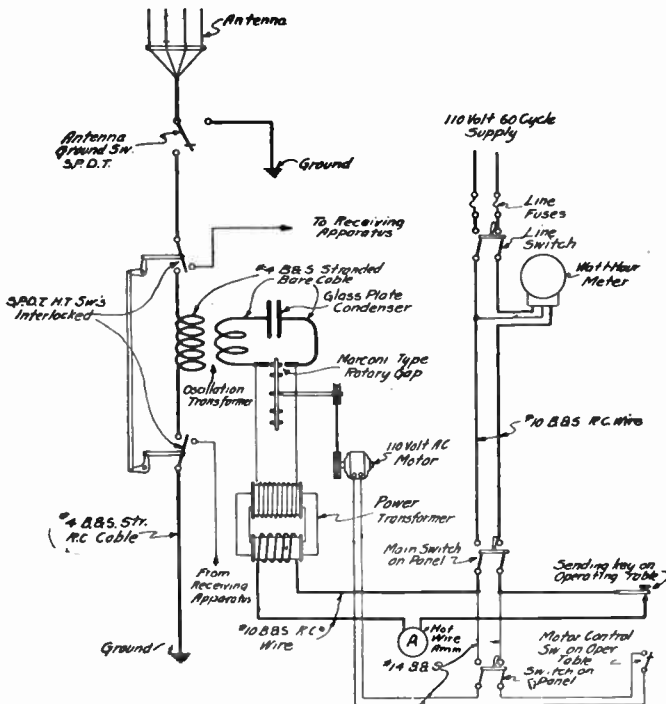 Antenna
Antenna
Ground Sw.
S.P.D.T.
Ground
110 Volt 60 Cycle
Supply
Line
Fuses
Line
Switch
To Receiving
Apparatus
Watt-Hour
Meter
#4 B&S Stranded
Bare Cable
Glass Plate
Condenser
S.P.D.T. H.T. Sw's
Interlocked
Marconi Type
Rotary Gap
Oscillation
Transformer
#10 B&S R.C. Wire
110 Volt AC
Motor
#4 B.&S. Str.
R.C. Cable
Power
Transformer
Main Switch
on Panel
Sending key on
Operating Table
From
Receiving
Apparatus
#10 B&S R.C.
Wire
A
Hot
Wire
Amm
#14 B&S
Motor Control
Sw on Oper
Table
Switch on
Panel
Ground